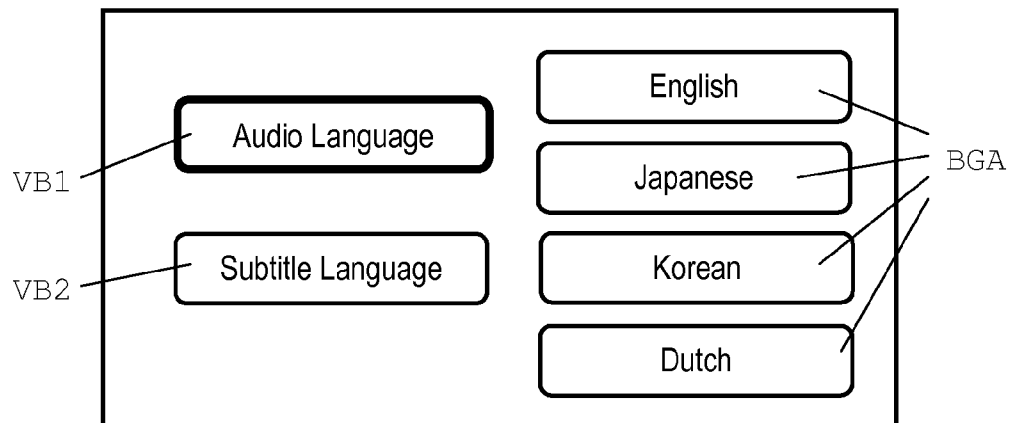 English
Audio Language
Japanese
VB1
BGA
Subtitle Language
Korean
VB2
Dutch